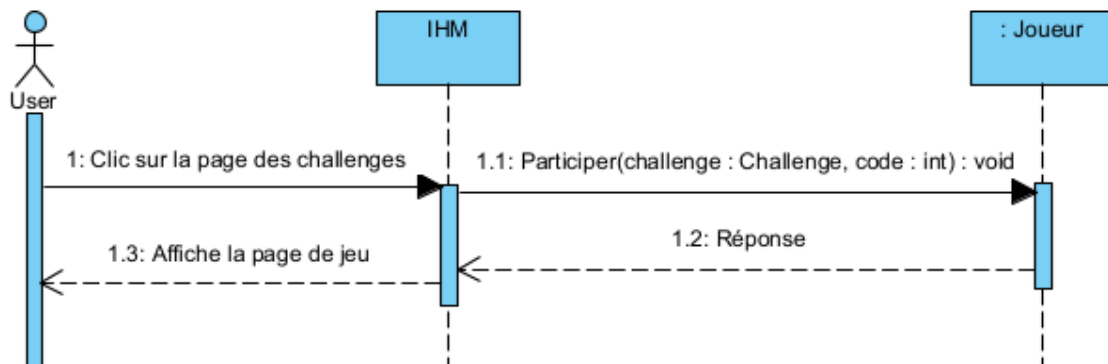 IHM
: Joueur
User
1: Clic sur la page des challenges
1.1: Participer(challenge : Challenge, code : int) : void
1.2: Réponse
1.3: Affiche la page de jeu